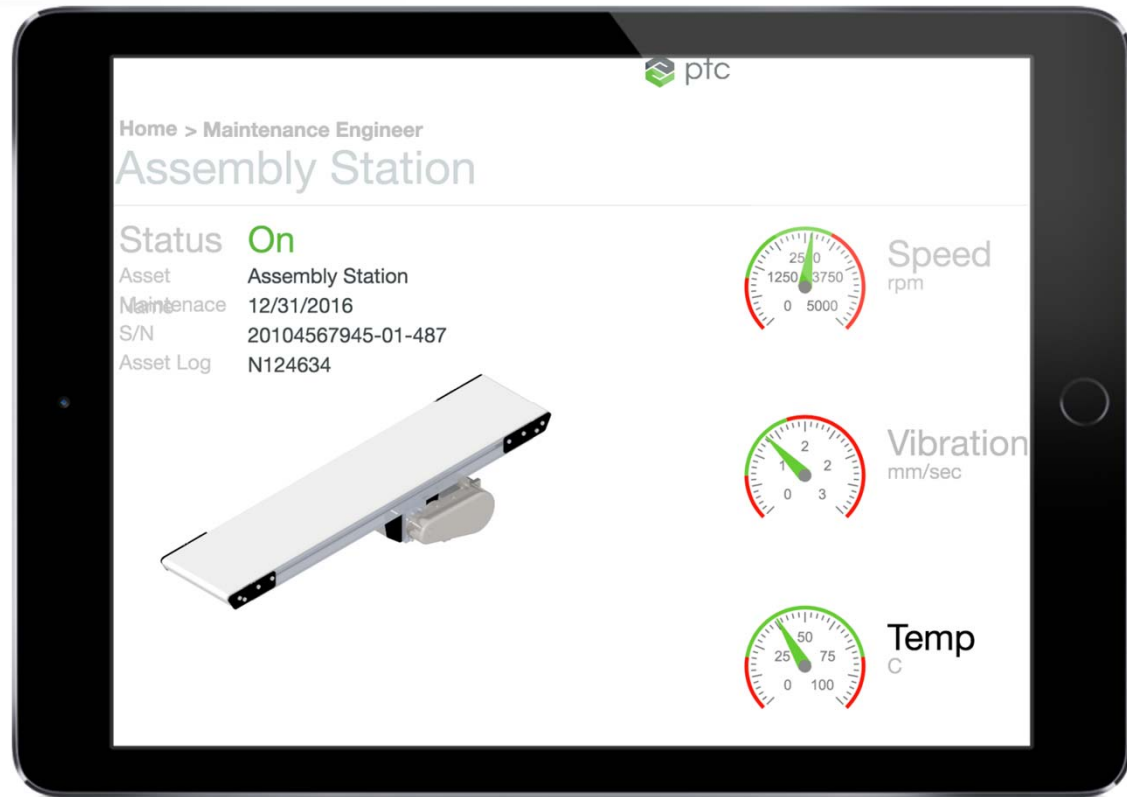 ptc
Home > Maintenance Engineer
Assembly Station
Status On
Asset Name Assembly Station
Maintenace 12/31/2016
S/N 20104567945-01-487
Asset Log N124634
2500
1250 3750
0 5000
Speed
rpm
2
1 2
0 3
Vibration
mm/sec
50
25 75
0 100
Temp
C